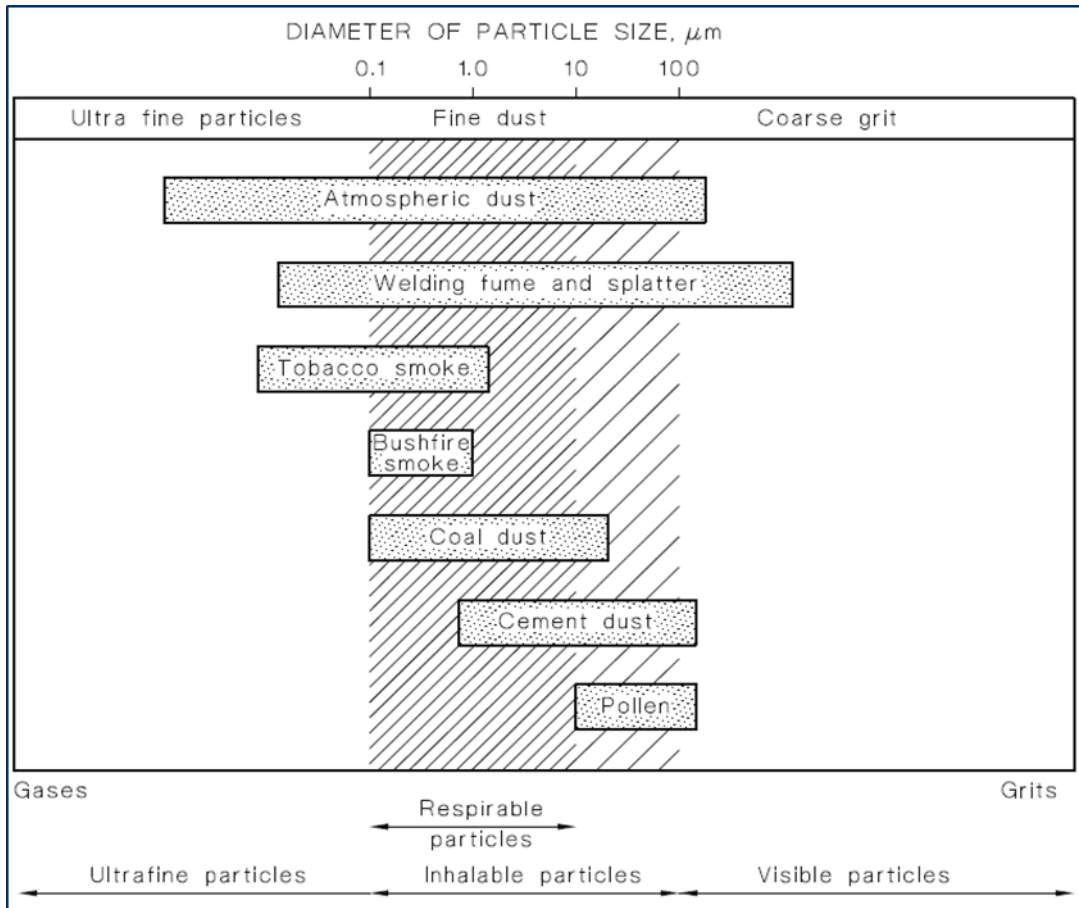 DIAMETER OF PARTICLE SIZE, μm
0.1 1.0 10 100
Ultra fine particles Fine dust Coarse grit
Atmospheric dust
Welding fume and splatter
Tobacco smoke
Bushfire
smoke
Coal dust
Cement dust
Pollen
Gases Grits
Respirable
particles
Ultrafine particles Inhalable particles Visible particles